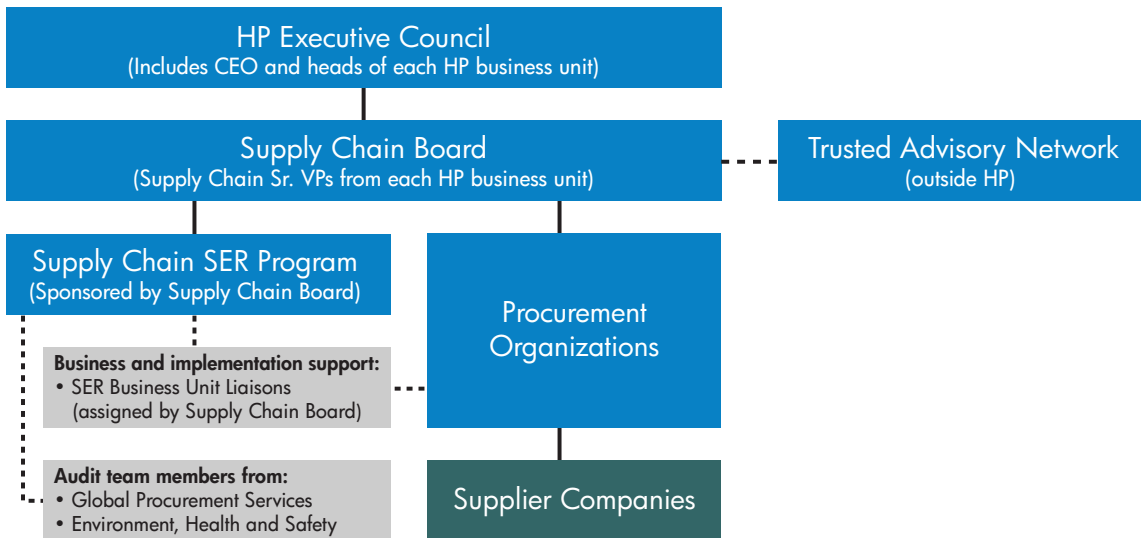 HP Executive Council
(Includes CEO and heads of each HP business unit)
Supply Chain Board
(Supply Chain Sr. VPs from each HP business unit)
Trusted Advisory Network
(outside HP)
Supply Chain SER Program
(Sponsored by Supply Chain Board)
Procurement
Organizations
Business and implementation support:
• SER Business Unit Liaisons
(assigned by Supply Chain Board)
Audit team members from:
• Global Procurement Services
• Environment, Health and Safety
Supplier Companies